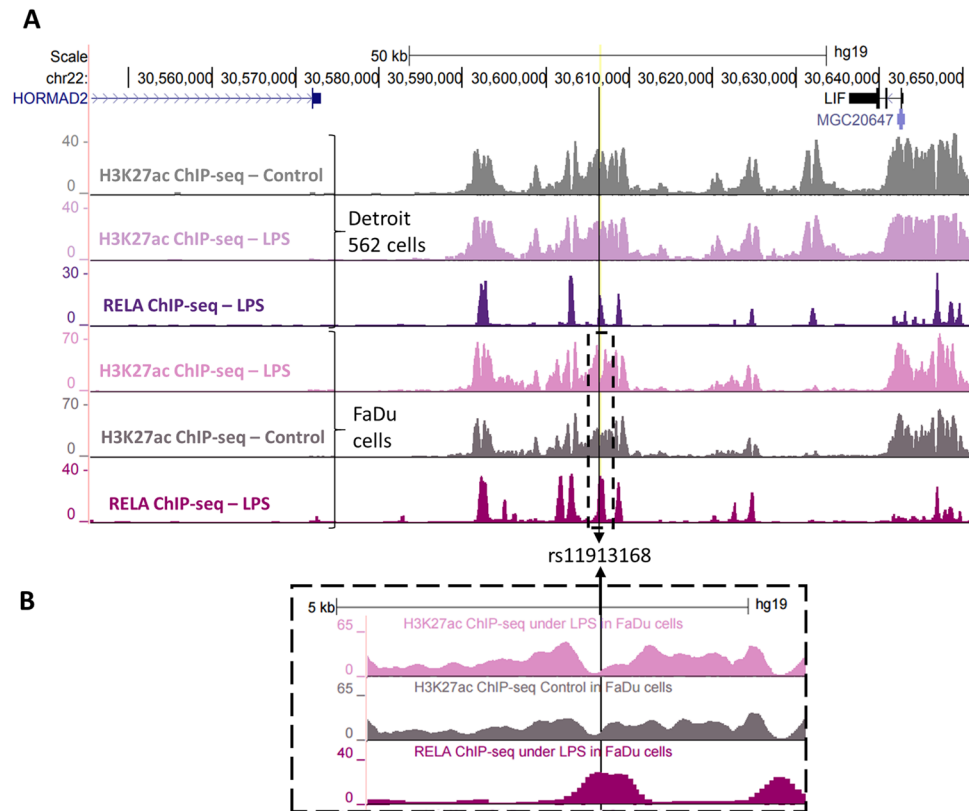 A
Scale 50 kb hg19
chr22: 30,560,000 30,570,000 30,580,000 30,590,000 30,600,000 30,610,000 30,620,000 30,630,000 30,640,000 30,650,000
HORMAD2 LIF
MGC20647
40
H3K27ac ChIP-seq – Control
0
40
H3K27ac ChIP-seq – LPS
0
Detroit
562 cells
30
RELA ChIP-seq – LPS
0
70
H3K27ac ChIP-seq – LPS
0
70
H3K27ac ChIP-seq – Control
0
FaDu
cells
40
RELA ChIP-seq – LPS
0
rs11913168
B
5 kb hg19
H3K27ac ChIP-seq under LPS in FaDu cells
65
0
H3K27ac ChIP-seq Control in FaDu cells
65
0
RELA ChIP-seq under LPS in FaDu cells
40
0